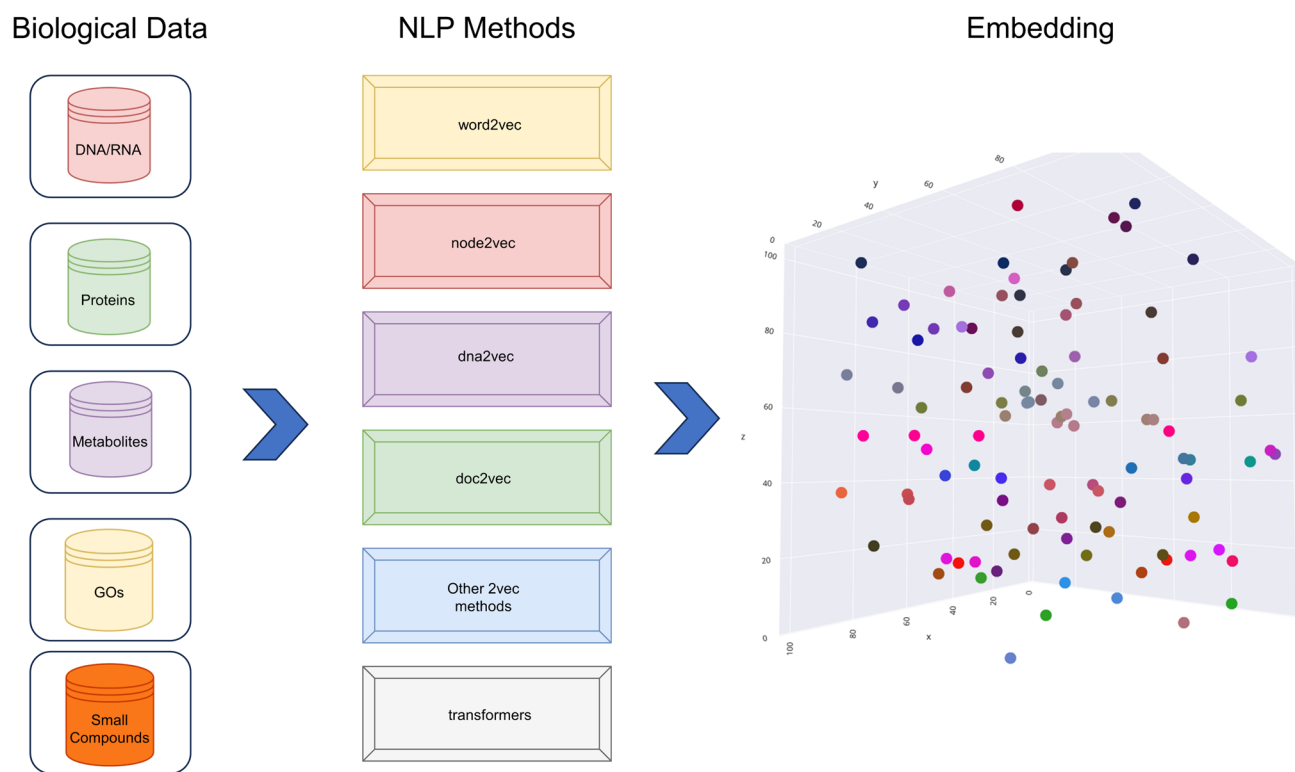 Biological Data
NLP Methods
Embedding
DNA/RNA
Proteins
Metabolites
GOs
Small
Compounds
word2vec
node2vec
dna2vec
doc2vec
Other 2vec
methods
transformers
80
y
60
40
20
0
100
80
60
z
40
20
0
100
80
60
x
40
20
0